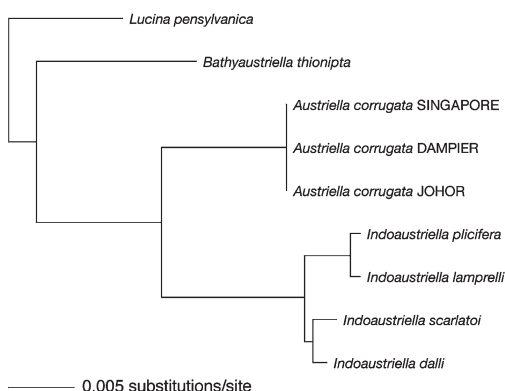 Lucina pensylvanica
Bathyaustriella thionipta
Austriella corrugata SINGAPORE
Austriella corrugata DAMPIER
Austriella corrugata JOHOR
Indoaustriella plicifera
Indoaustriella lamprelli
Indoaustriella scarlatoi
Indoaustriella dalli
0.005 substitutions/site